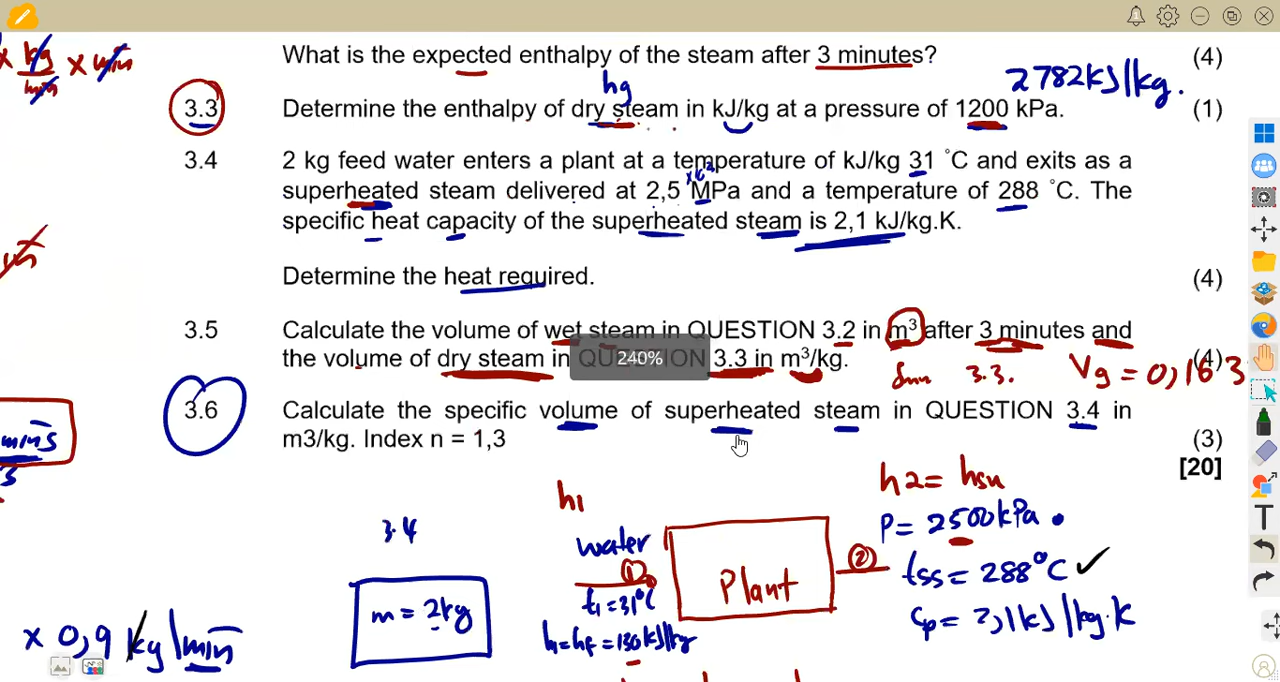 x kg/min x min
What is the expected enthalpy of the steam after 3 minutes?
(4)
2782kJ/kg.
hg
3.3
Determine the enthalpy of dry steam in kJ/kg at a pressure of 1200 kPa.
(1)
3.4
2 kg feed water enters a plant at a temperature of kJ/kg 31 °C and exits as a
superheated steam delivered at 2,5 MPa and a temperature of 288 °C. The
specific heat capacity of the superheated steam is 2,1 kJ/kg.K.
Determine the heat required.
(4)
3.5
Calculate the volume of wet steam in QUESTION 3.2 in m³ after 3 minutes and
the volume of dry steam in 3.3 in m³/kg.
(4)
3.3. Vg = 0,163
3.6
Calculate the specific volume of superheated steam in QUESTION 3.4 in
m3/kg. Index n = 1,3
(3)
[20]
240%
mins
h1
h2 = hsu
3.4
water
P = 2500kPa
①
②
Plant
tss = 288°C ✓
m = 2kg
t1 = 31°C
Cp = 2,1kJ/kg.K
h1 = hf = 130kJ/kg
x 0,9 kg/min
T